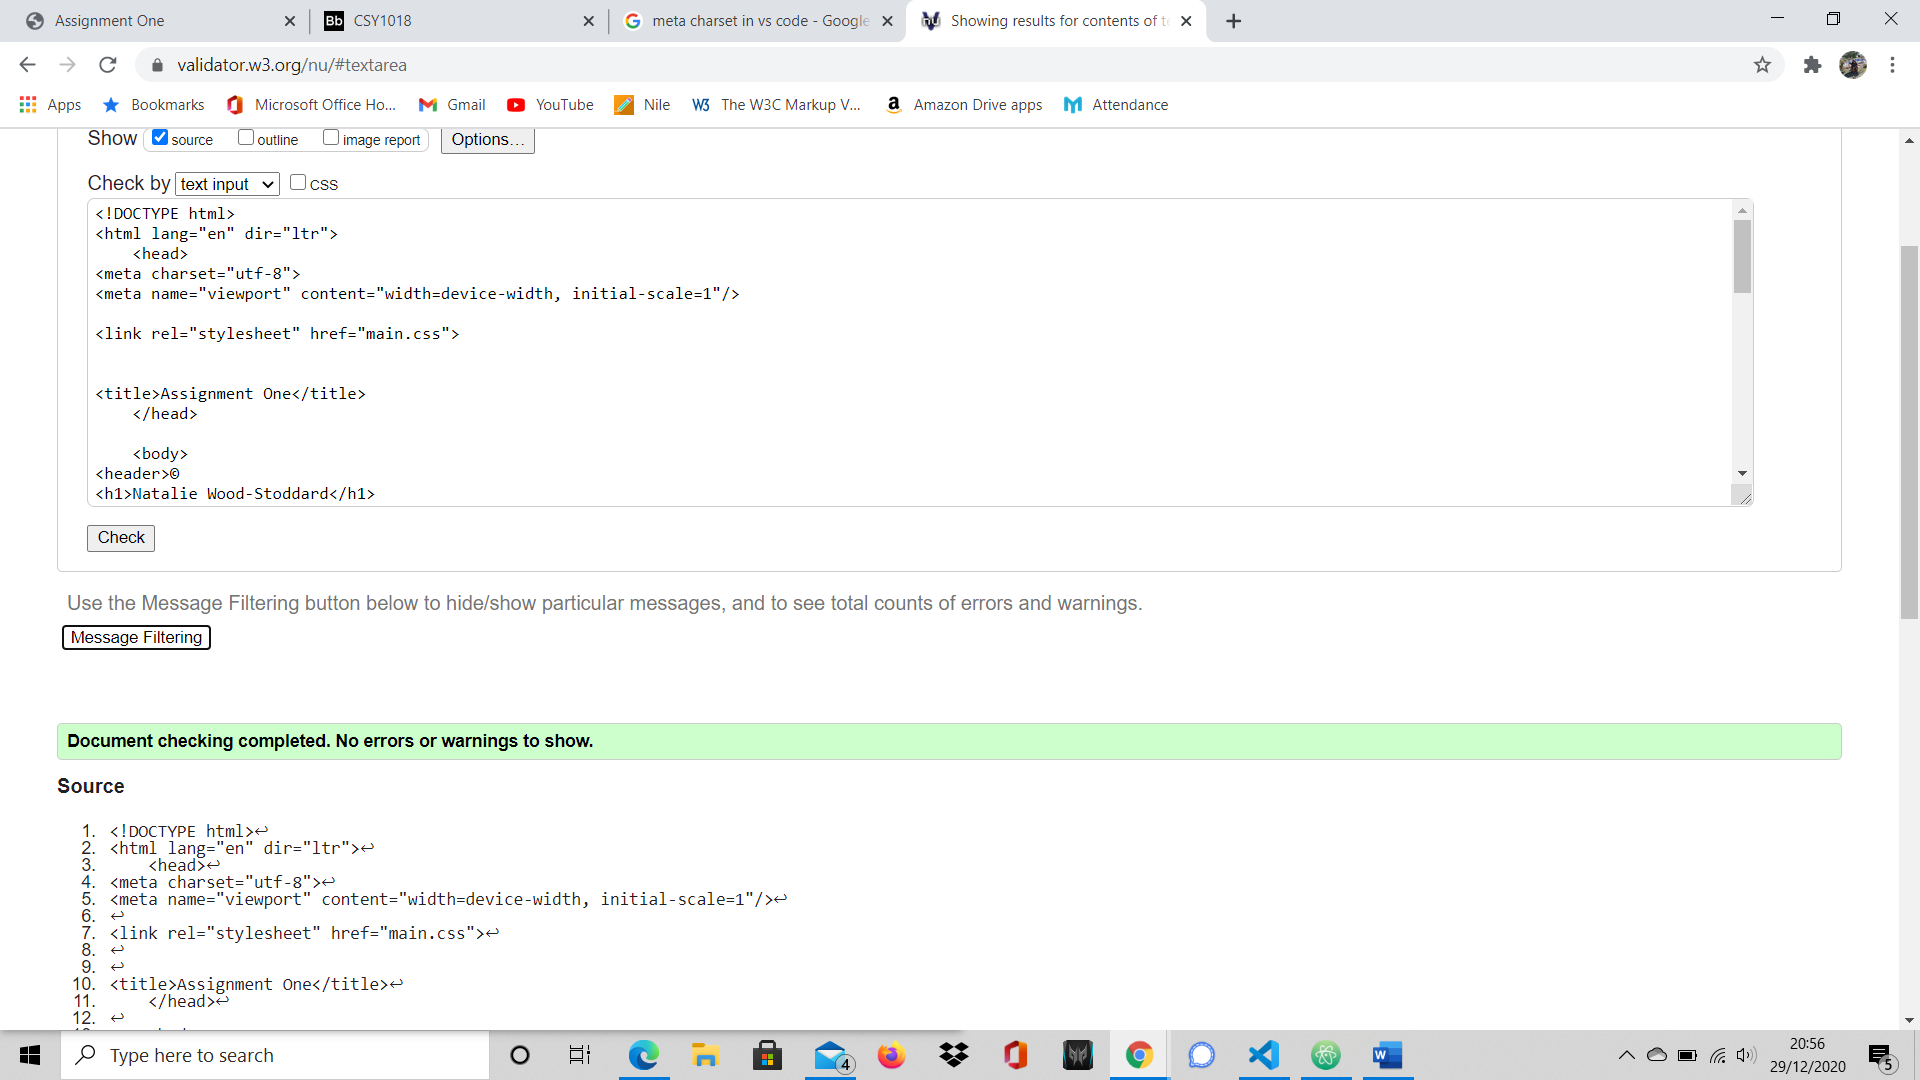 Assignment One
CSY1018
meta charset in vs code - Google
Showing results for contents of te
validator.w3.org/nu/#textarea
Apps
Bookmarks
Microsoft Office Ho...
Gmail
YouTube
Nile
The W3C Markup V...
Amazon Drive apps
Attendance
Show source outline image report Options...
Check by text input CSS
<!DOCTYPE html>
<html lang="en" dir="ltr">
<head>
<meta charset="utf-8">
<meta name="viewport" content="width=device-width, initial-scale=1"/>
<link rel="stylesheet" href="main.css">
<title>Assignment One</title>
</head>
<body>
<header>©
<h1>Natalie Wood-Stoddard</h1>
Check
Use the Message Filtering button below to hide/show particular messages, and to see total counts of errors and warnings.
Message Filtering
Document checking completed. No errors or warnings to show.
Source
1. <!DOCTYPE html>↩
2. <html lang="en" dir="ltr">↩
3. <head>↩
4. <meta charset="utf-8">↩
5. <meta name="viewport" content="width=device-width, initial-scale=1"/>↩
6. ↩
7. <link rel="stylesheet" href="main.css">↩
8. ↩
9. ↩
10. <title>Assignment One</title>↩
11. </head>↩
12. ↩
Type here to search
4
20:56
29/12/2020
5